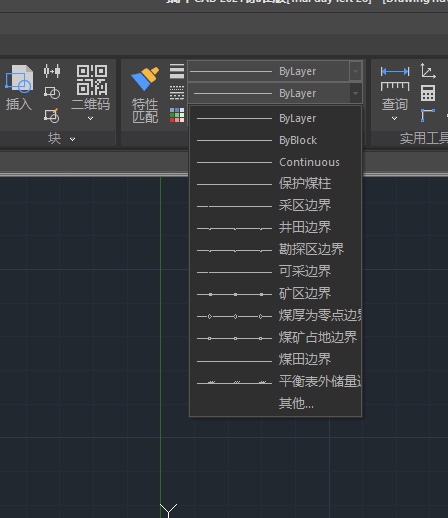 ByLayer
插入
二维码
特性
匹配
ByLayer
查询
块
实用工具
ByLayer
ByBlock
Continuous
保护煤柱
采区边界
井田边界
勘探区边界
可采边界
矿区边界
煤厚为零点边界
煤矿占地边界
煤田边界
平衡表外储量
其他...